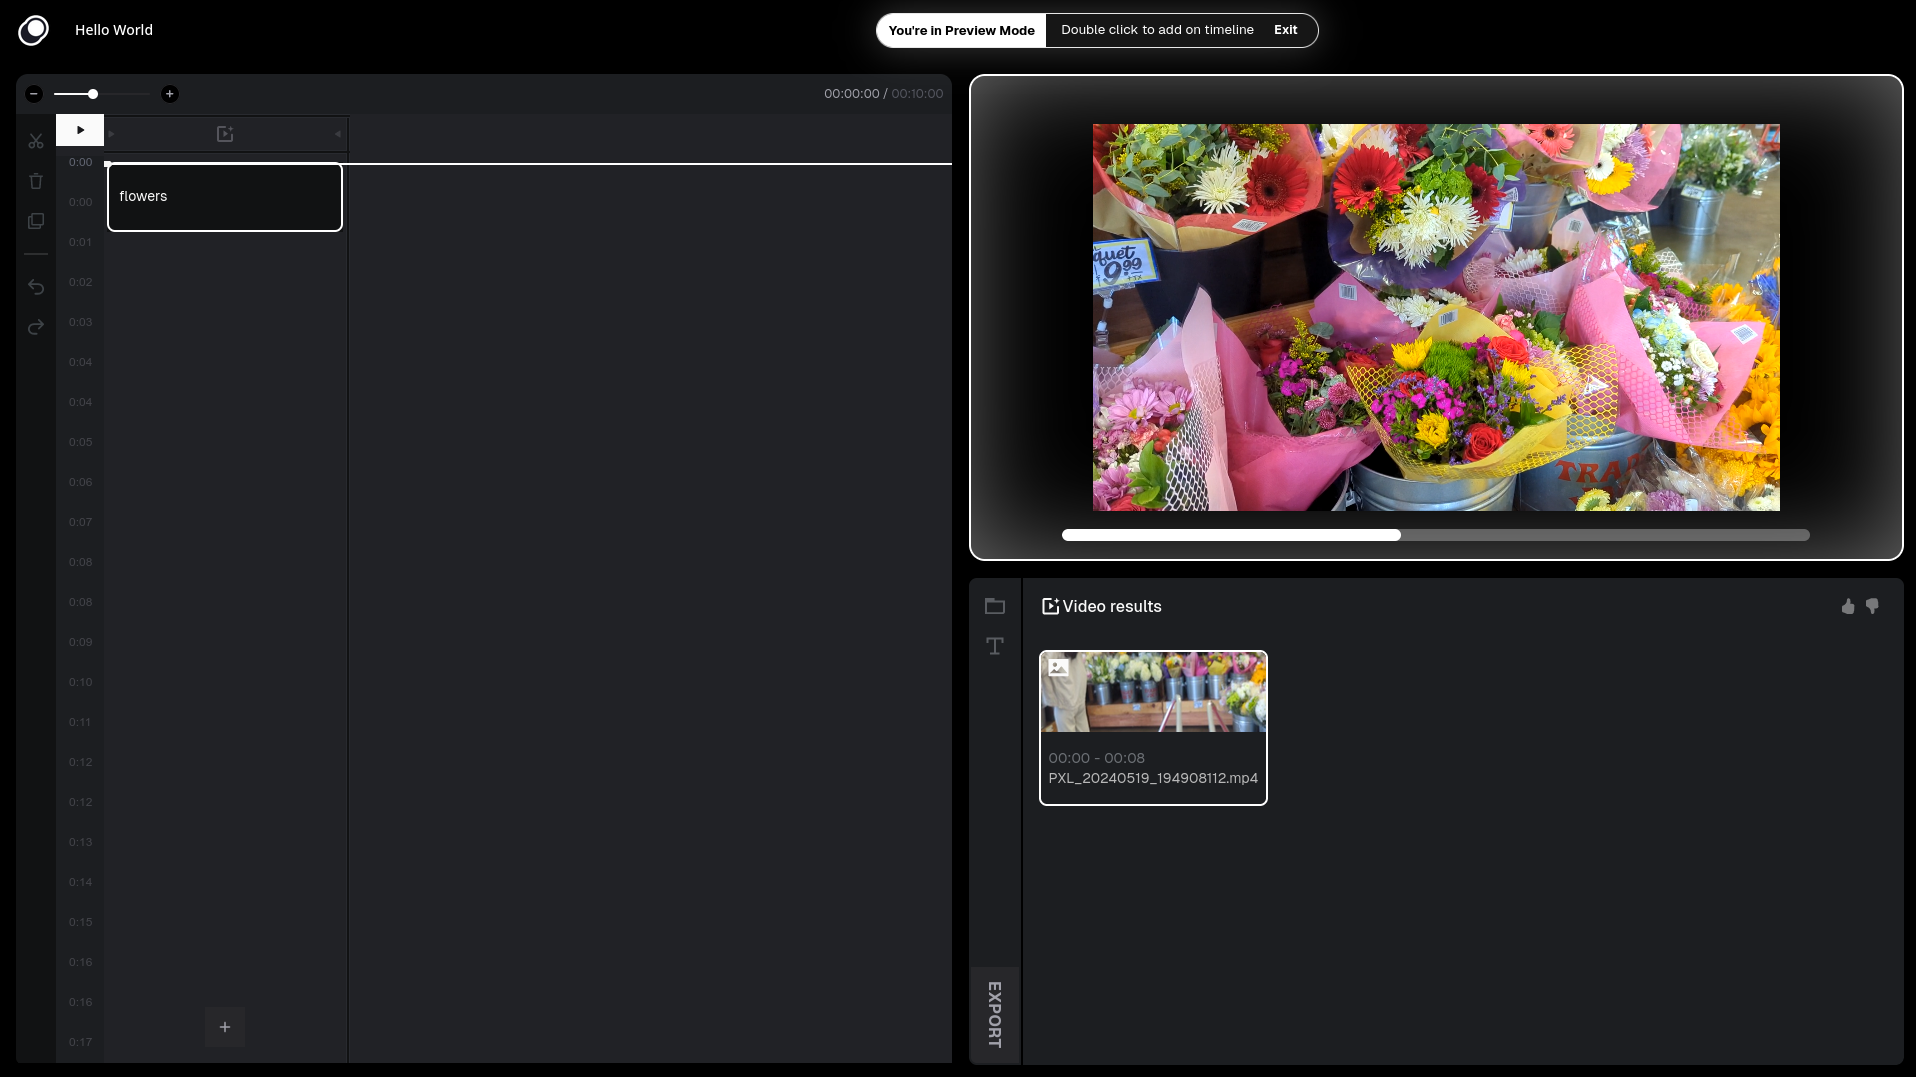 Hello World
You're in Preview Mode
Double click to add on timeline
Exit
00:00:00 / 00:10:00
0:00
flowers
0:00
0:01
0:02
0:03
0:04
0:04
0:05
0:06
0:07
0:08
0:08
0:09
0:10
0:11
0:12
0:12
0:13
0:14
0:15
0:16
0:16
0:17
quet
9.99
TRA
Video results
00:00 - 00:08
PXL_20240519_194908112.mp4
EXPORT